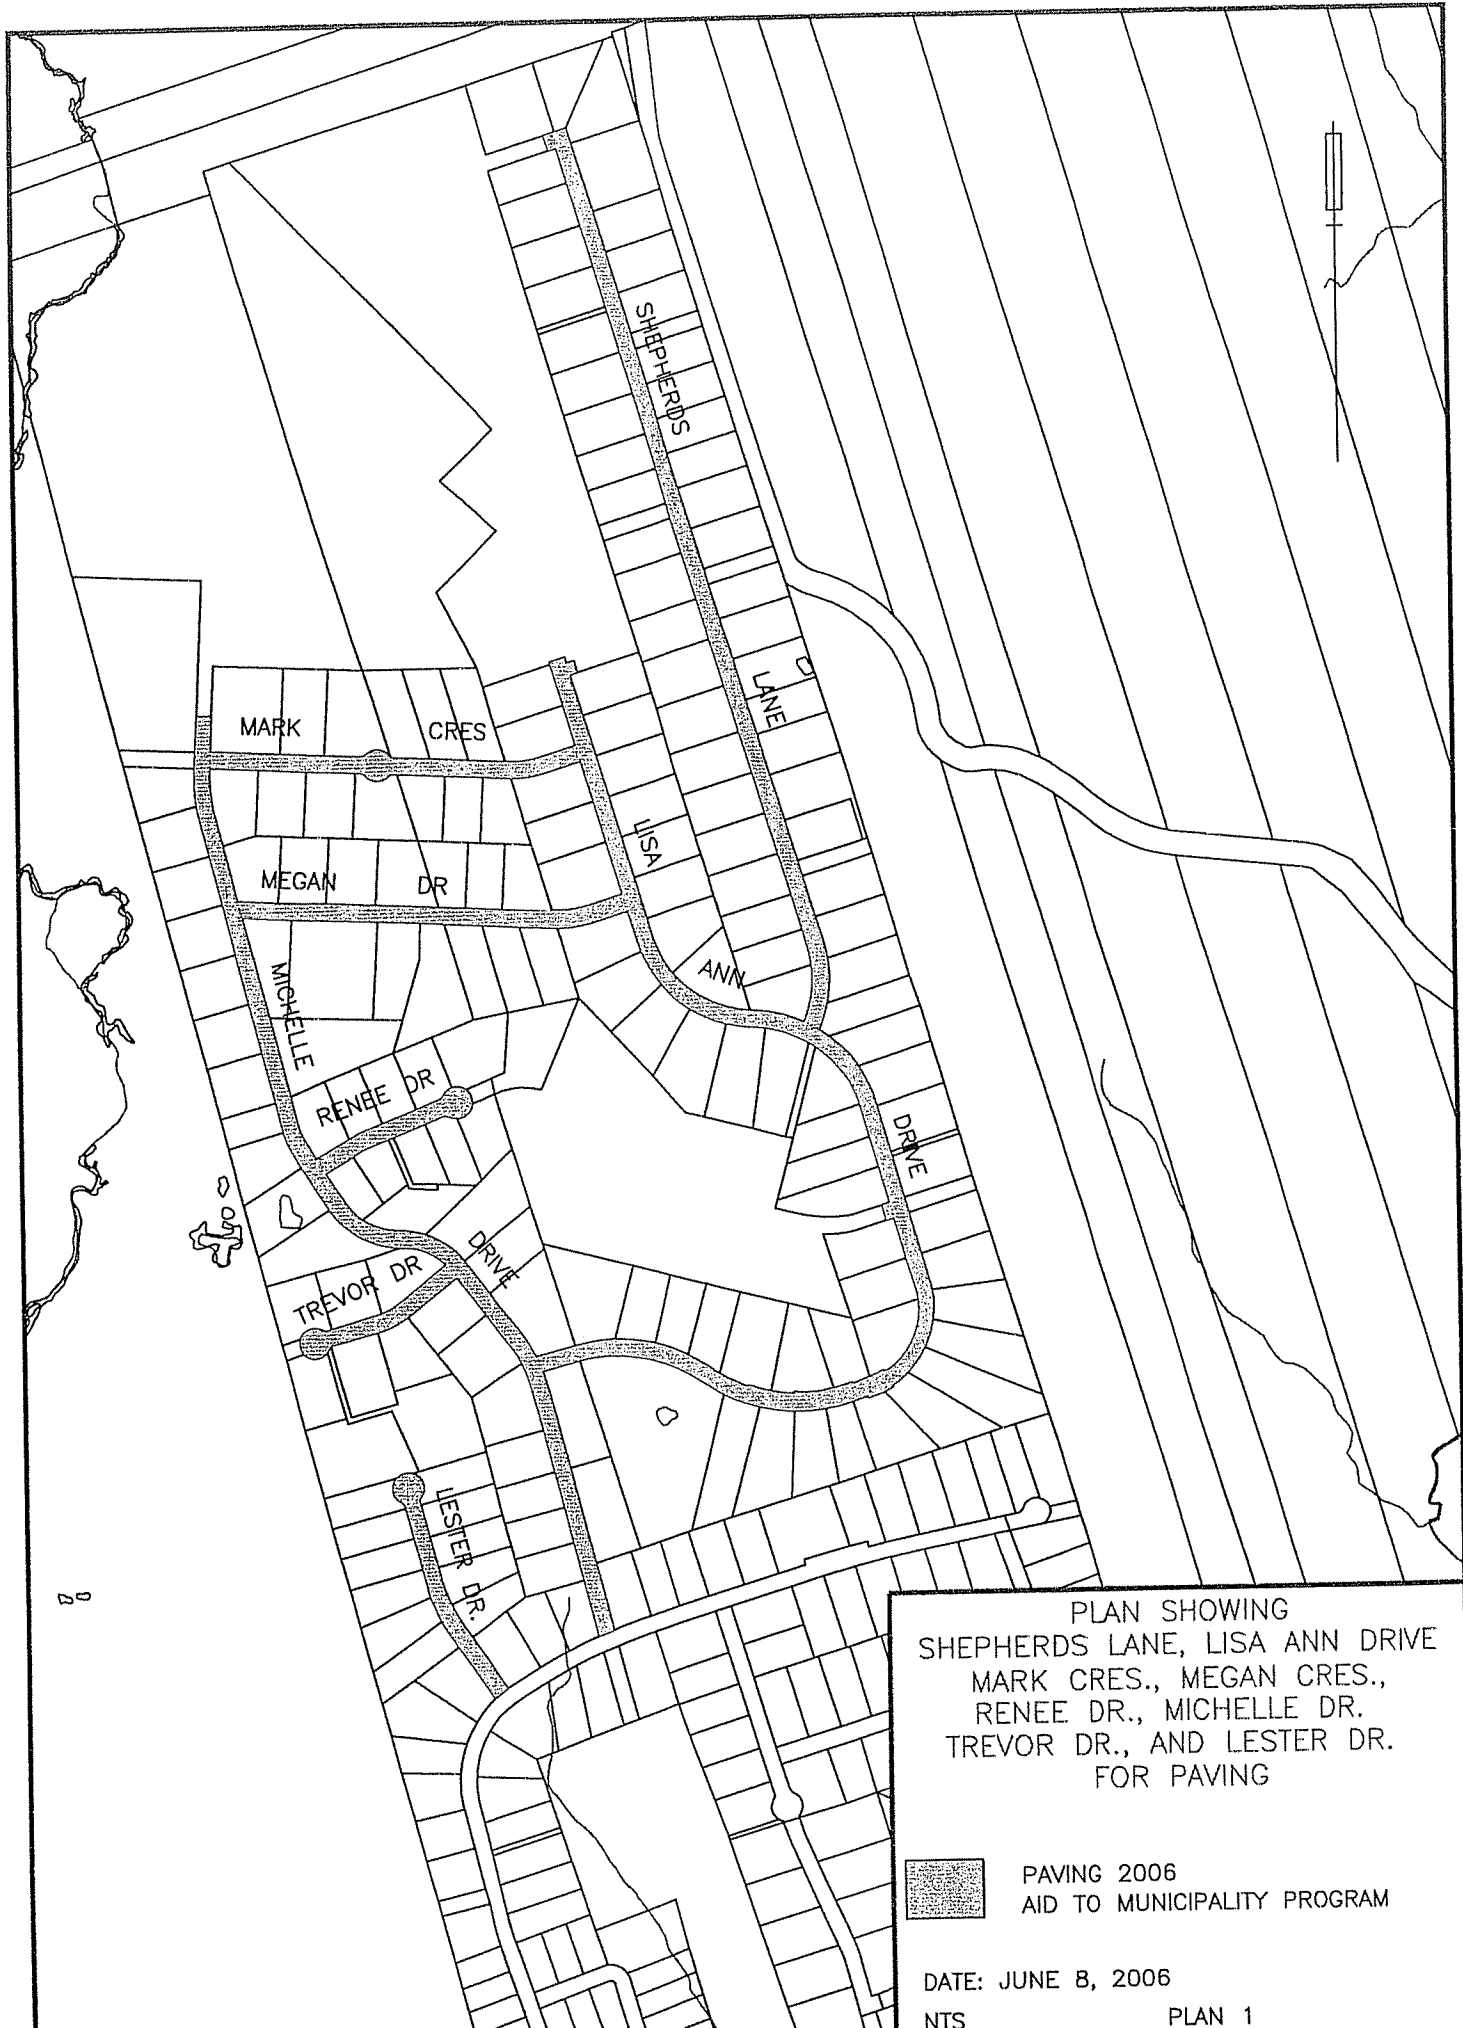 SHEPHERDS
LANE
MARK CRES
LISA
MEGAN DR
ANN
MICHELLE
RENEE DR
DRIVE
DRIVE
TREVOR DR
LESTER DR.
PLAN SHOWING
SHEPHERDS LANE, LISA ANN DRIVE
MARK CRES., MEGAN CRES.,
RENEE DR., MICHELLE DR.
TREVOR DR., AND LESTER DR.
FOR PAVING
PAVING 2006
AID TO MUNICIPALITY PROGRAM
DATE: JUNE 8, 2006
NTS PLAN 1